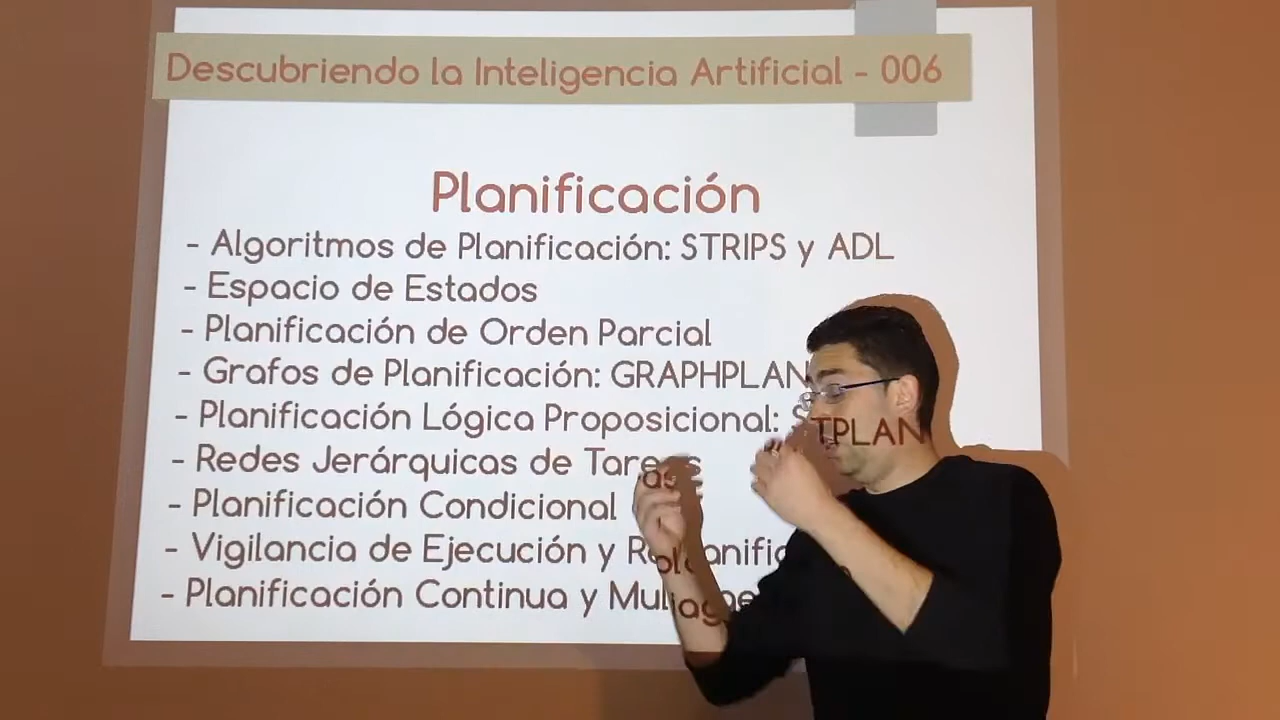 Descubriendo la Inteligencia Artificial - 006
Planificación
- Algoritmos de Planificación: STRIPS y ADL
- Espacio de Estados
- Planificación de Orden Parcial
- Grafos de Planificación: GRAPHPLAN
- Planificación Lógica Proposicional:
- Redes Jerárquicas de Tareas
- Planificación Condicional
- Vigilancia de Ejecución y
- Planificación Continua y